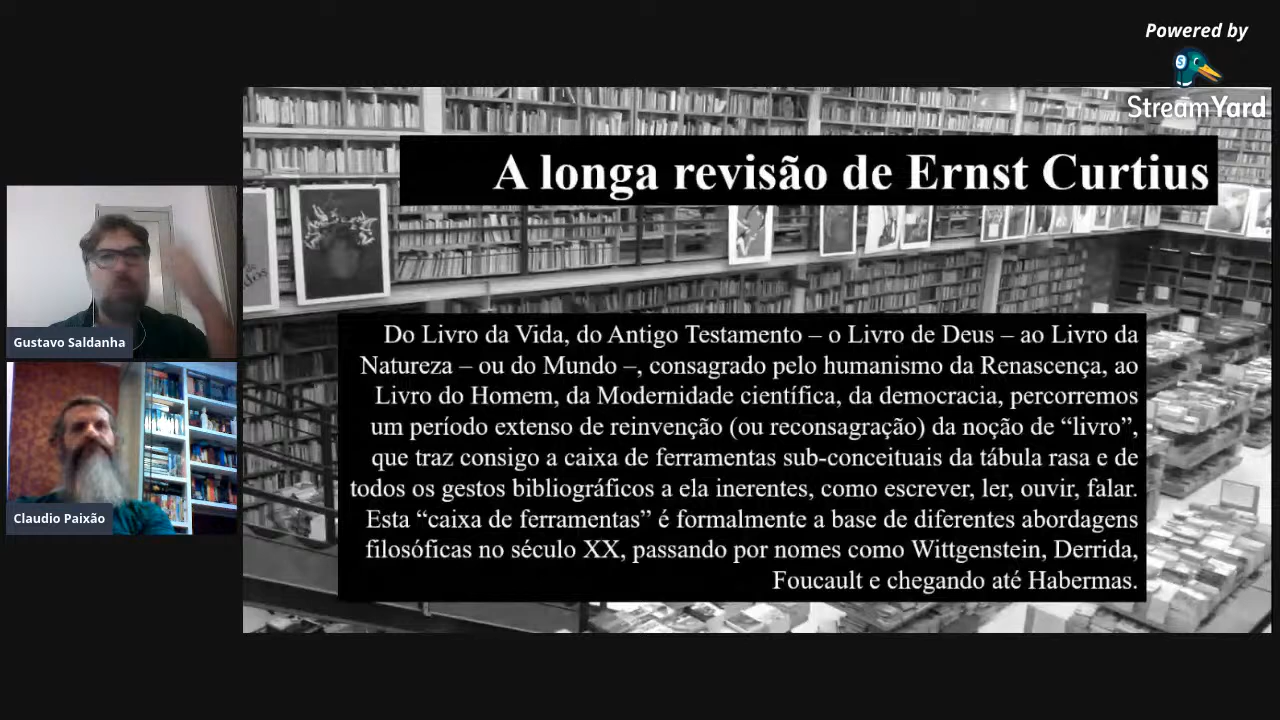 Powered by
StreamYard
A longa revisão de Ernst Curtius
Do Livro da Vida, do Antigo Testamento – o Livro de Deus – ao Livro da
Natureza – ou do Mundo –, consagrado pelo humanismo da Renascença, ao
Livro do Homem, da Modernidade científica, da democracia, percorremos
um período extenso de reinvenção (ou reconsagração) da noção de “livro”,
que traz consigo a caixa de ferramentas sub-conceituais da tábula rasa e de
todos os gestos bibliográficos a ela inerentes, como escrever, ler, ouvir, falar.
Esta “caixa de ferramentas” é formalmente a base de diferentes abordagens
filosóficas no século XX, passando por nomes como Wittgenstein, Derrida,
Foucault e chegando até Habermas.
Gustavo Saldanha
Claudio Paixão